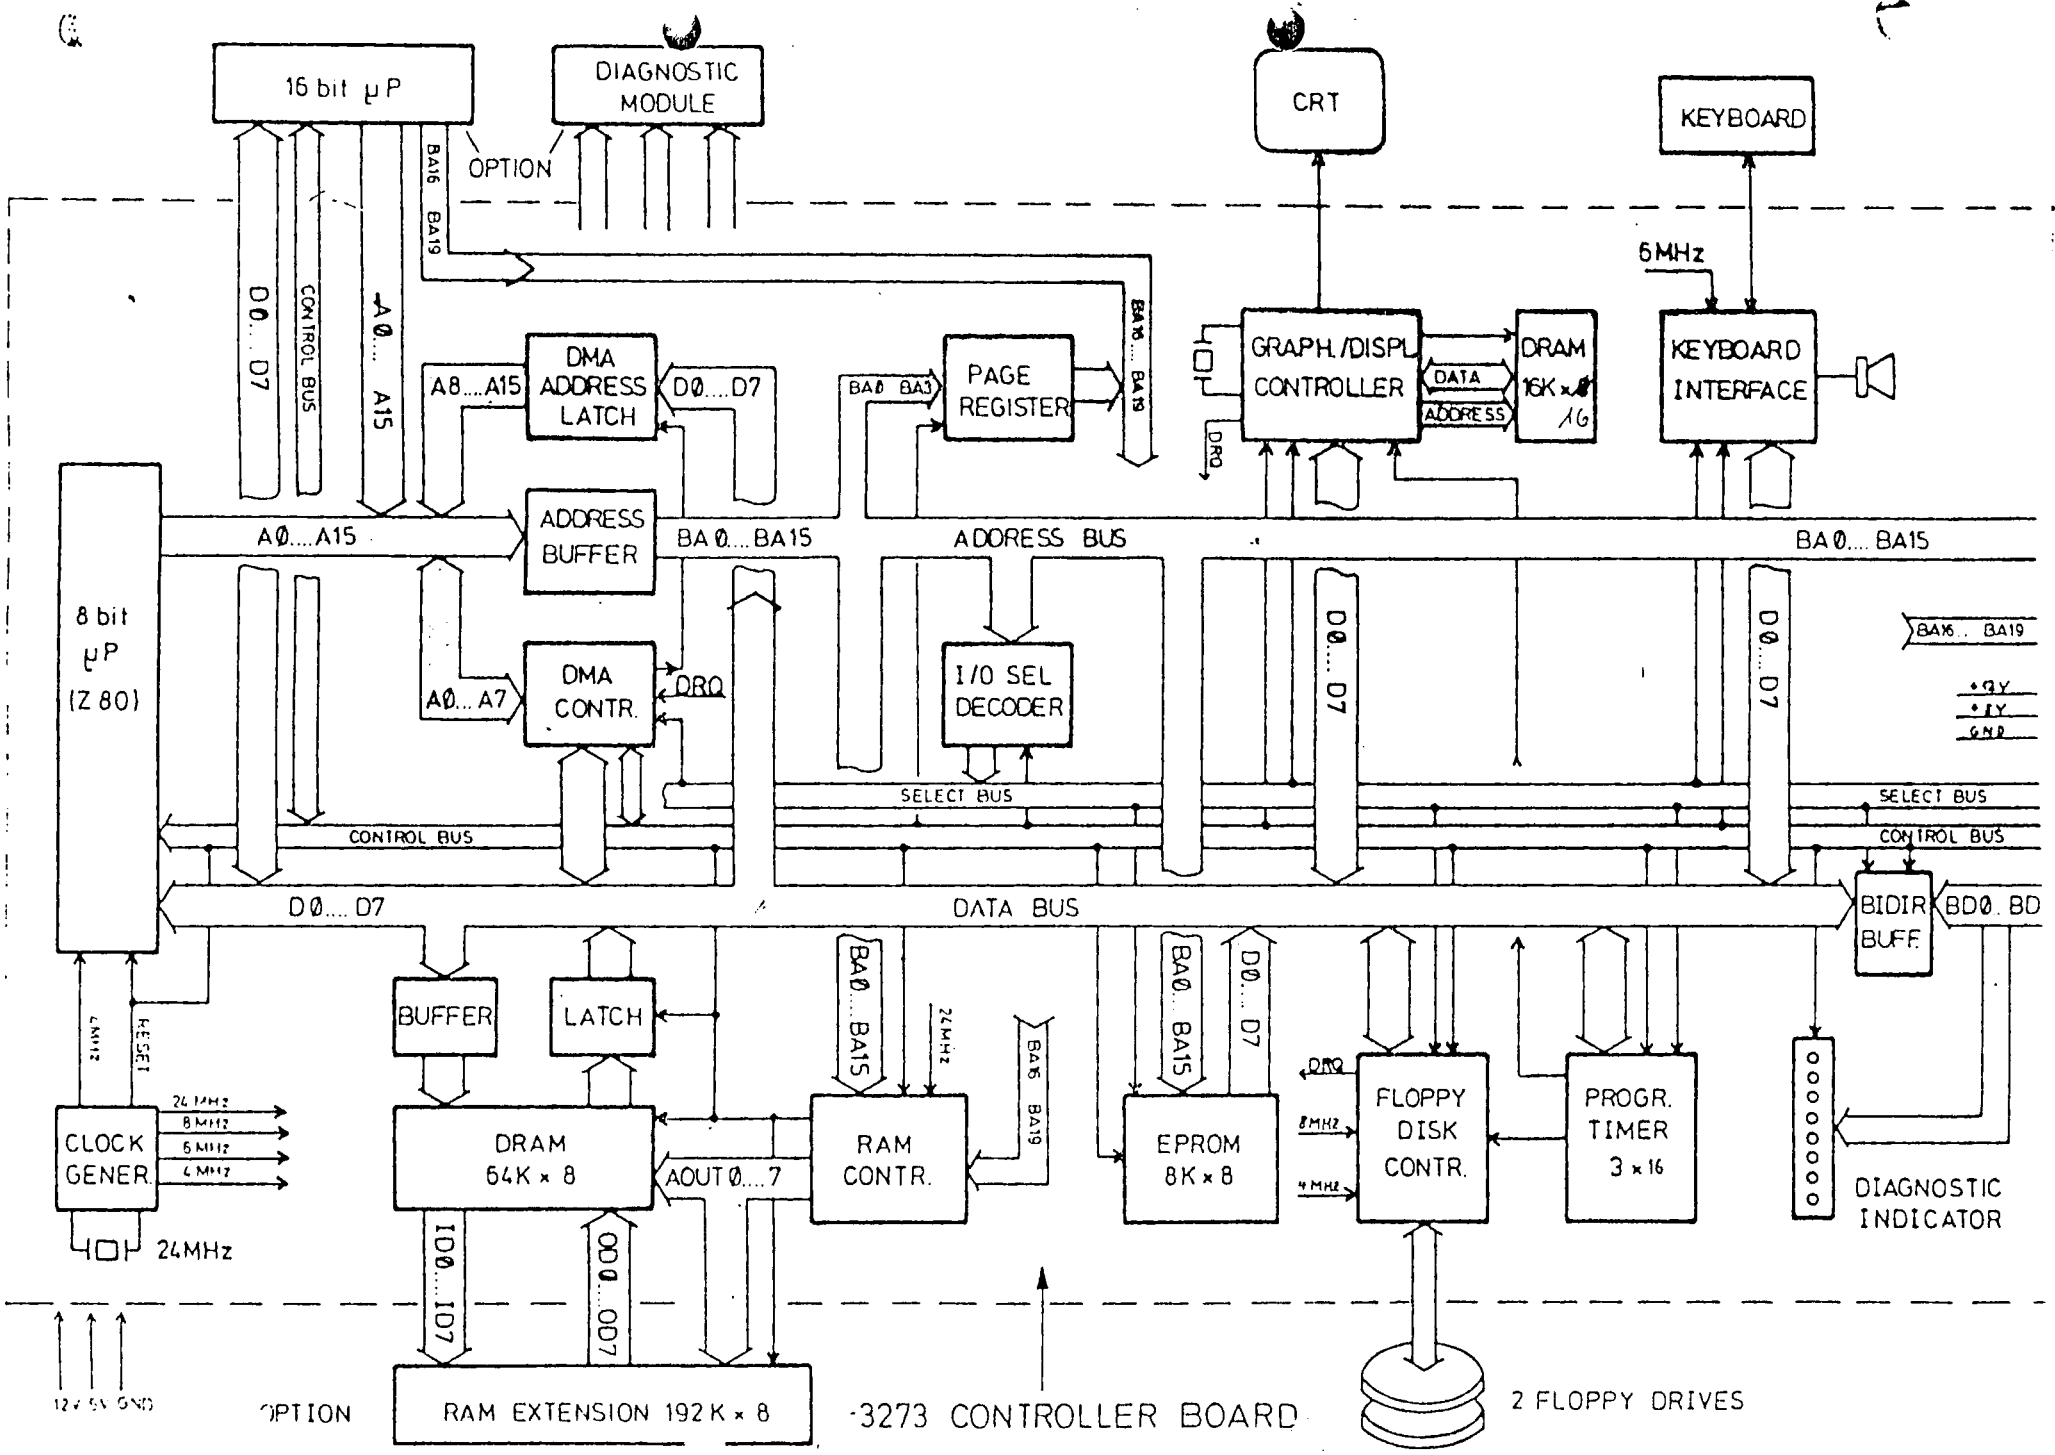 16 bit µP
DIAGNOSTIC
MODULE
CRT
KEYBOARD
OPTION
BA16 BA19
6MHz
D0....D7
CONTROL BUS
A0.... A15
DMA
ADDRESS
LATCH
A8....A15
D0....D7
BA0 BA3
PAGE
REGISTER
BA16.... BA19
GRAPH./DISPL
CONTROLLER
DRQ
DATA
ADDRESS
DRAM
16K x 8
16
KEYBOARD
INTERFACE
8 bit
µP
(Z80)
A0....A15
ADDRESS
BUFFER
BA0....BA15
ADDRESS BUS
BA0....BA15
BA16... BA19
GND
A0....A7
DMA
CONTR.
DRQ
I/O SEL
DECODER
D0....D7
D0....D7
SELECT BUS
SELECT BUS
CONTROL BUS
CONTROL BUS
D0....D7
DATA BUS
BIDIR
BUFF.
BD0..BD
4MHz
RESET
BUFFER
LATCH
BA0....BA15
24MHz
BA16 BA19
BA0....BA15
D0....D7
CLOCK
GENER.
24 MHz
8MHz
6MHz
4MHz
24MHz
DRAM
64K x 8
AOUT0....7
RAM
CONTR.
EPROM
8K x 8
DRQ
8MHz
4MHz
FLOPPY
DISK
CONTR.
PROGR.
TIMER
3 x 16
DIAGNOSTIC
INDICATOR
ID0....ID7
OD0....OD7
12V 5V GND
OPTION
RAM EXTENSION 192K x 8
-3273 CONTROLLER BOARD
2 FLOPPY DRIVES